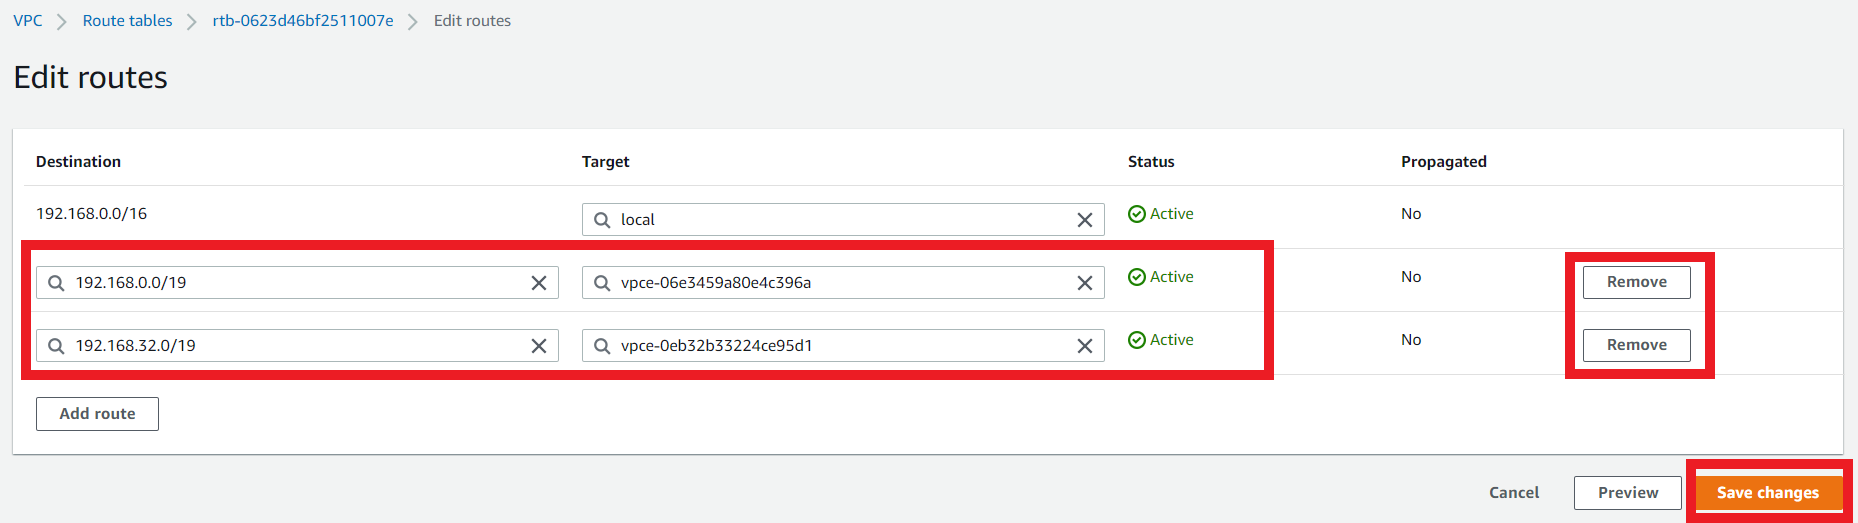 VPC > Route tables > rtb-0623d46bf2511007e > Edit routes
Edit routes
Destination Target Status Propagated
192.168.0.0/16 local Active No
192.168.0.0/19 vpce-06e3459a80e4c396a Active No Remove
192.168.32.0/19 vpce-0eb32b33224ce95d1 Active No Remove
Add route
Cancel Preview Save changes